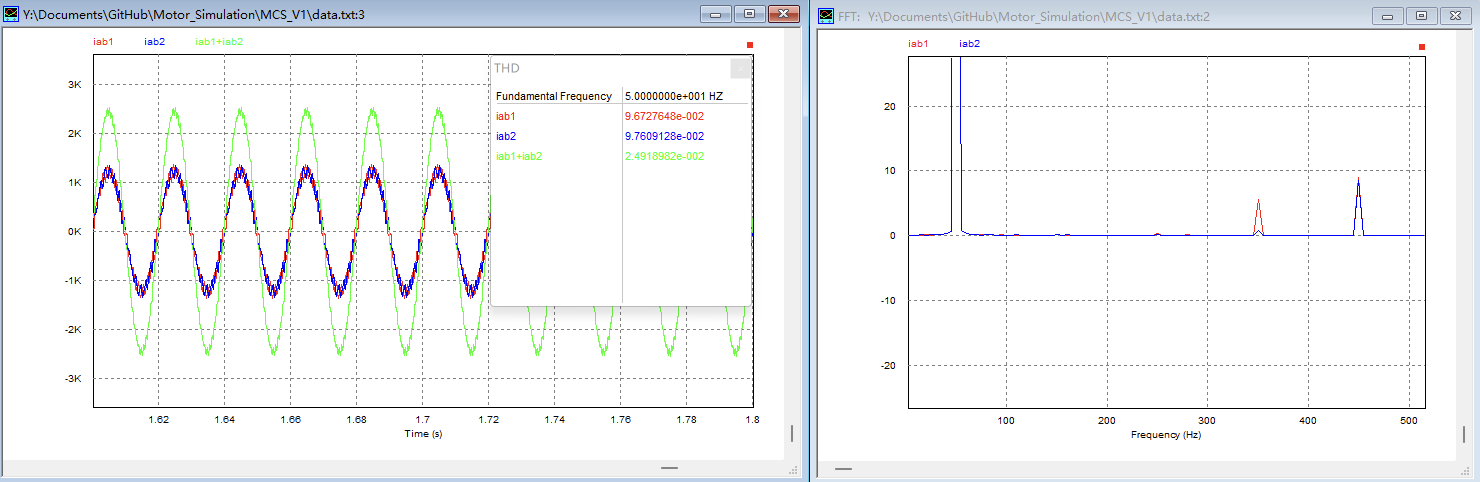 Y:\Documents\GitHub\Motor_Simulation\MCS_V1\data.txt:3
iab1 iab2 iab1+iab2
3K
2K
1K
0K
-1K
-2K
-3K
1.62 1.64 1.66 1.68 1.7 1.72 1.74 1.76 1.78 1.8
Time (s)
THD
Fundamental Frequency 5.0000000e+001 HZ
iab1 9.6727648e-002
iab2 9.7609128e-002
iab1+iab2 2.4918982e-002
FFT: Y:\Documents\GitHub\Motor_Simulation\MCS_V1\data.txt:2
iab1 iab2
20
10
0
-10
-20
100 200 300 400 500
Frequency (Hz)